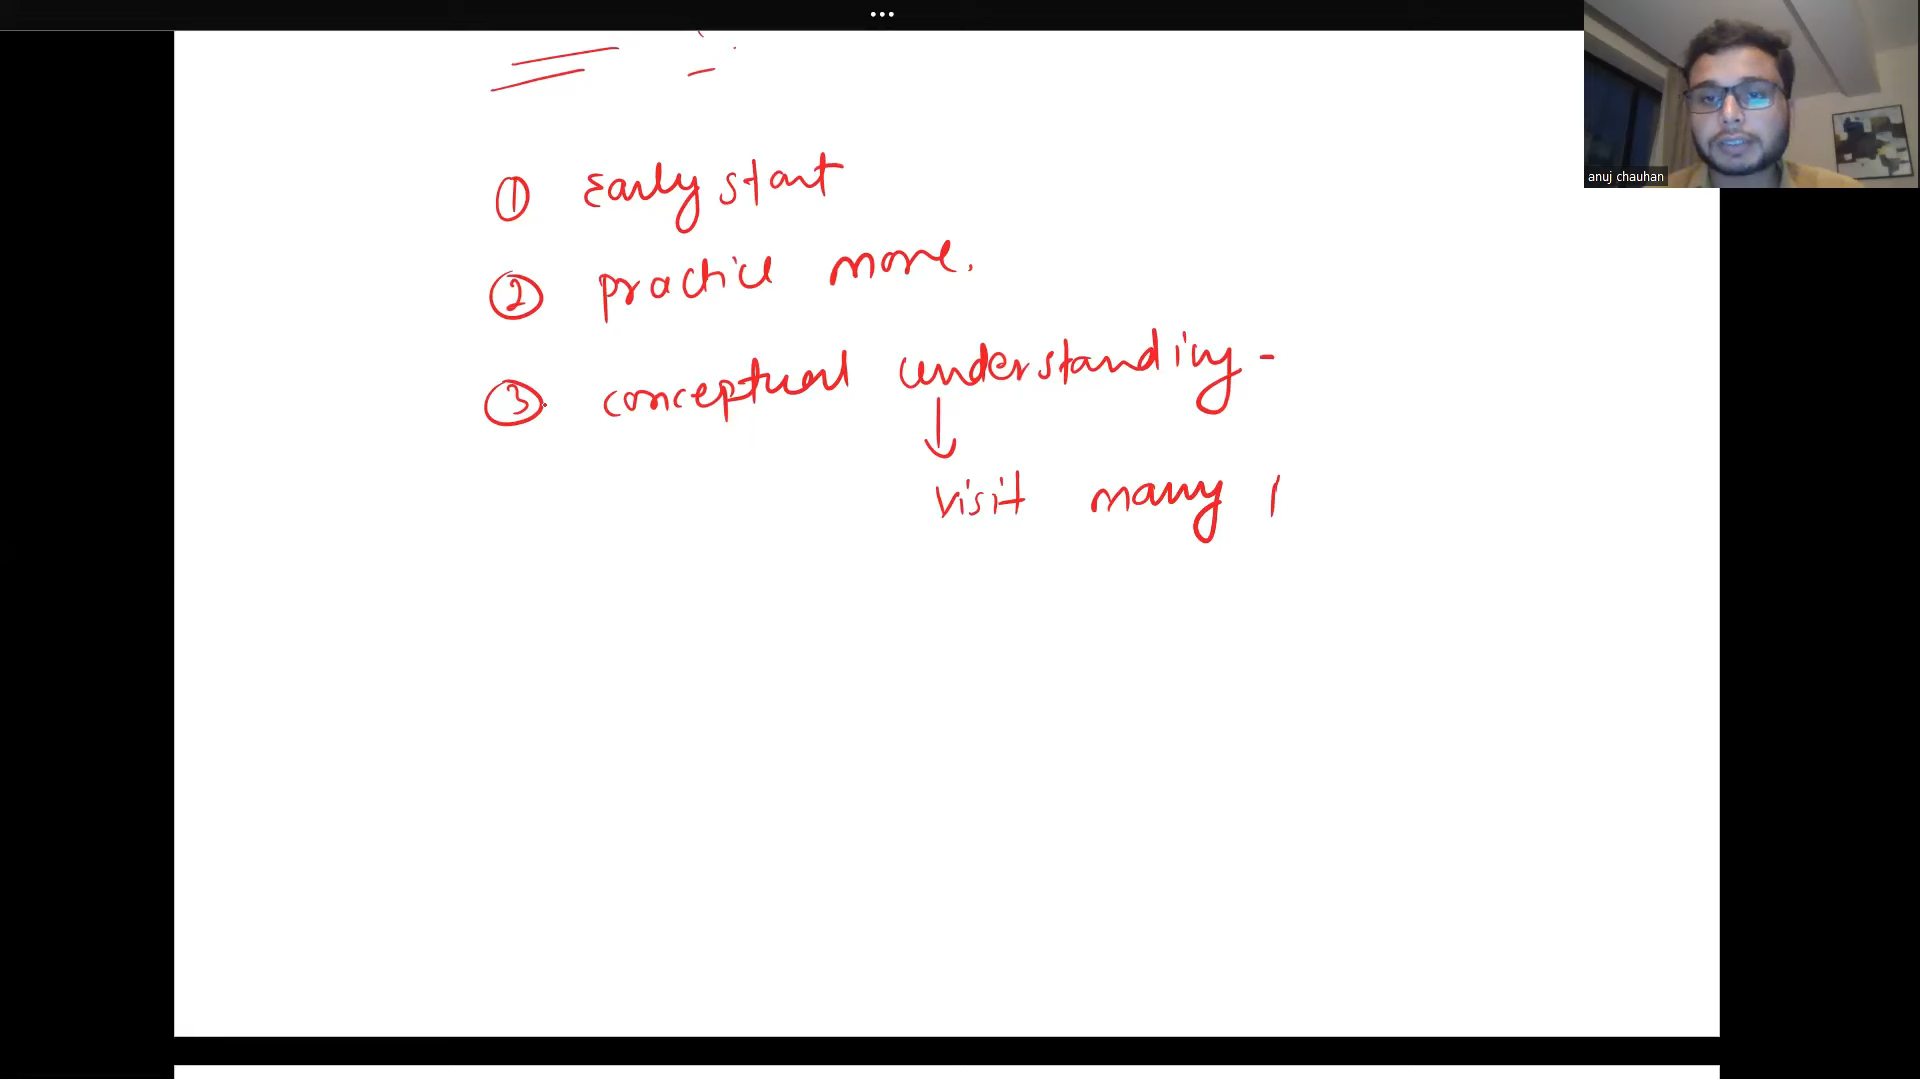 anuj chauhan
① Early start
② practice more.
③ conceptual understanding -
↓
visit many